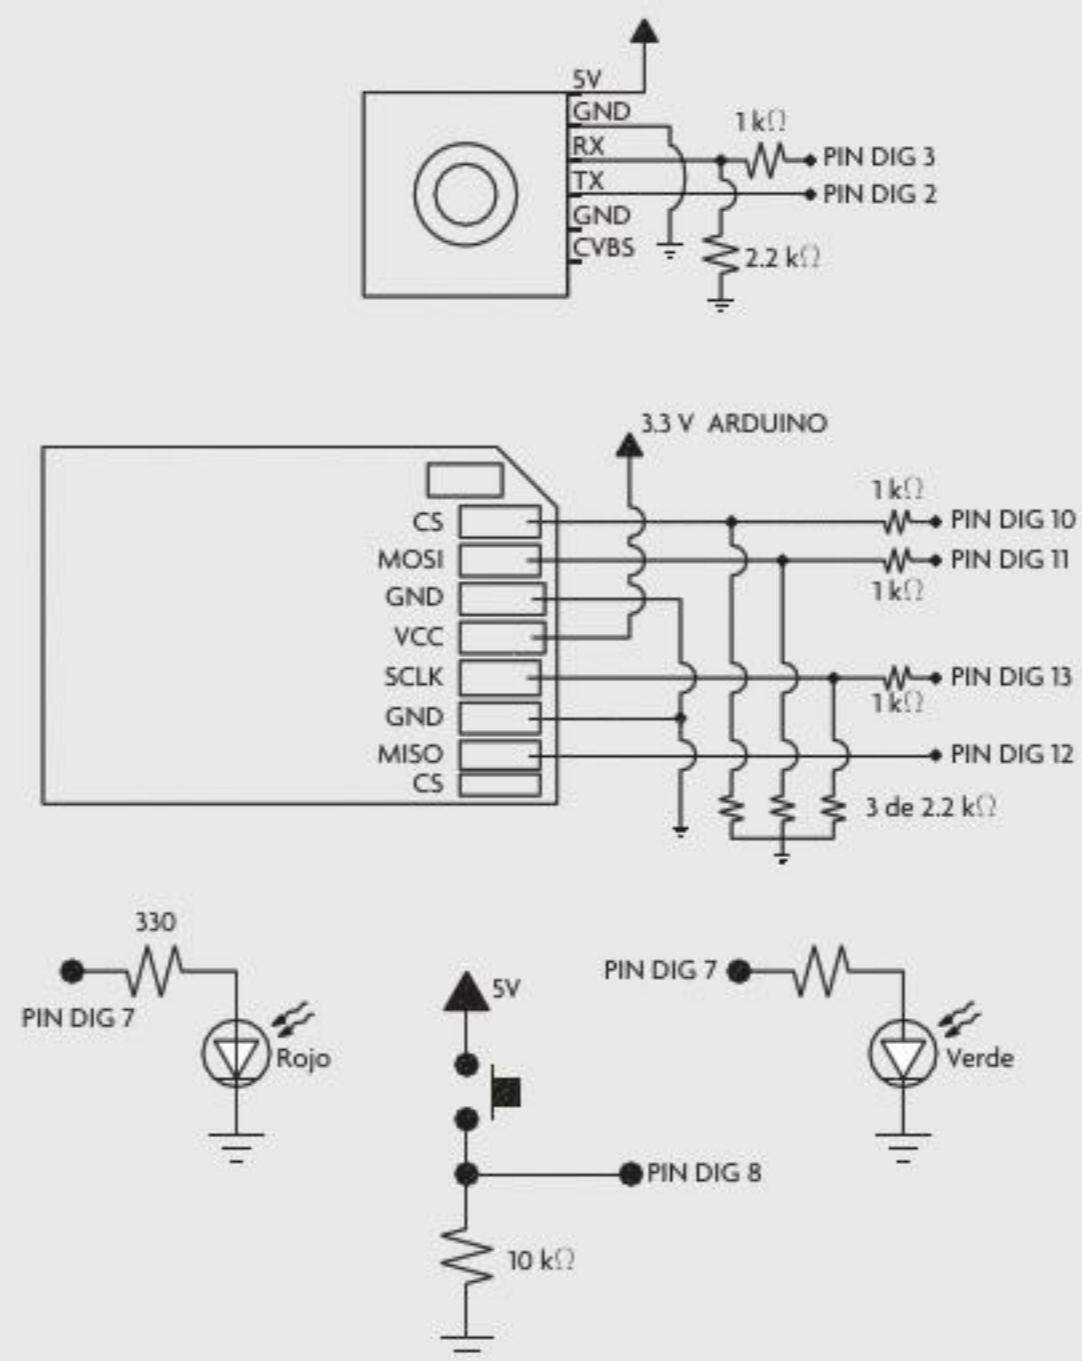 5V
GND
1 kΩ
RX
PIN DIG 3
TX
PIN DIG 2
GND
CVBS
2.2 kΩ
3.3 V ARDUINO
1 kΩ
CS
PIN DIG 10
MOSI
PIN DIG 11
1 kΩ
GND
VCC
SCLK
PIN DIG 13
1 kΩ
GND
MISO
PIN DIG 12
CS
3 de 2.2 kΩ
330
PIN DIG 7
Rojo
5V
PIN DIG 8
10 kΩ
PIN DIG 7
Verde